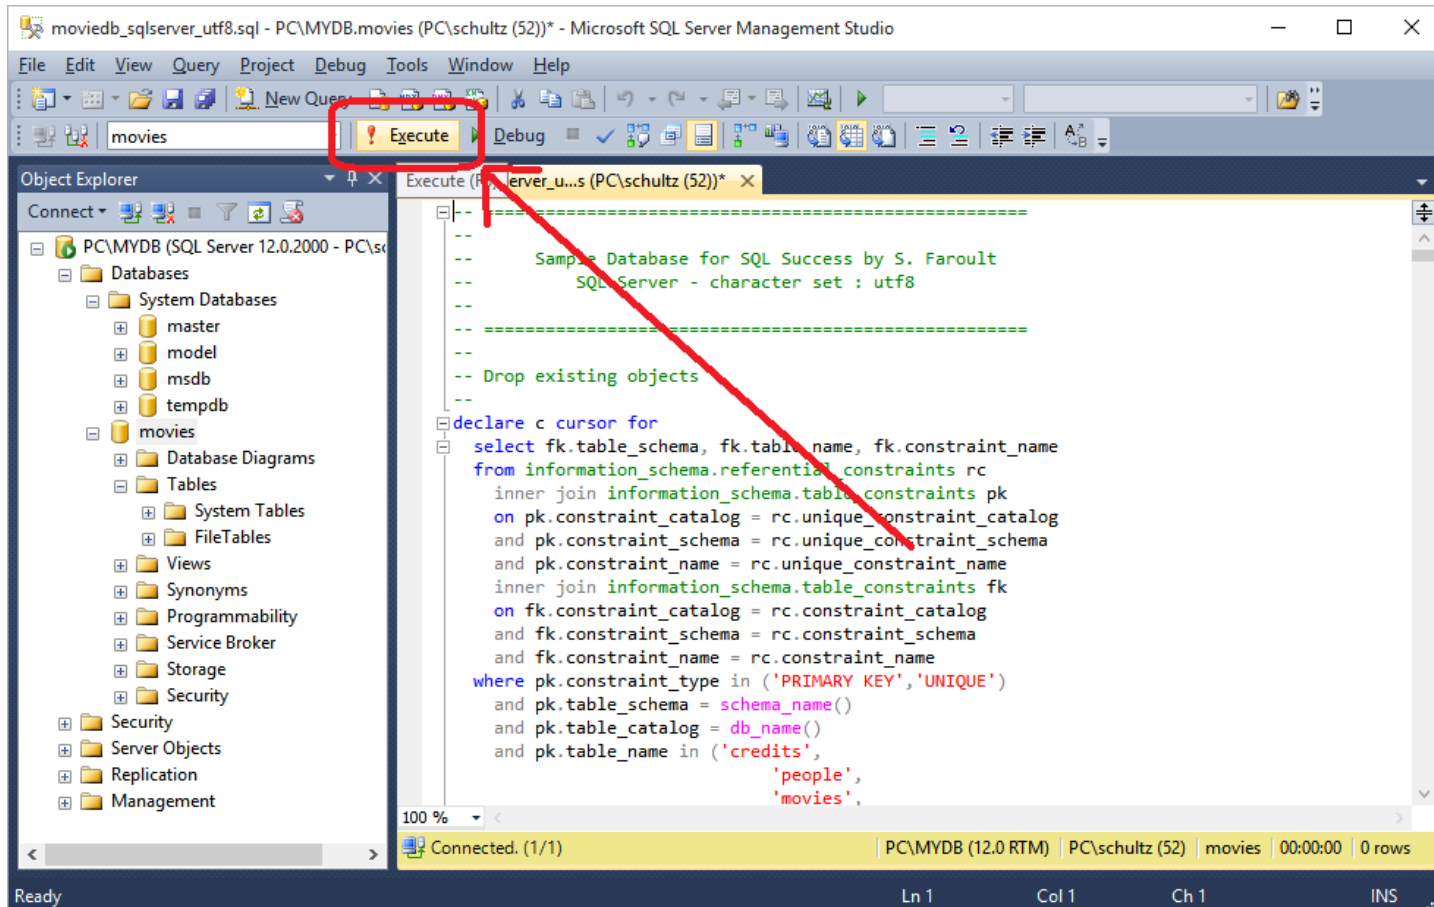 moviedb_sqlserver_utf8.sql - PC\MYDB.movies (PC\schultz (52))* - Microsoft SQL Server Management Studio
File Edit View Query Project Debug Tools Window Help
New Query
movies Execute Debug
Object Explorer
Execute ( erver_u...s (PC\schultz (52))*
Connect
PC\MYDB (SQL Server 12.0.2000 - PC\sc
Databases
System Databases
master
model
msdb
tempdb
movies
Database Diagrams
Tables
System Tables
FileTables
Views
Synonyms
Programmability
Service Broker
Storage
Security
Security
Server Objects
Replication
Management
-- =====================================================
--
-- Sample Database for SQL Success by S. Faroult
-- SQL Server - character set : utf8
--
-- =====================================================
--
-- Drop existing objects
--
declare c cursor for
select fk.table_schema, fk.table_name, fk.constraint_name
from information_schema.referential_constraints rc
inner join information_schema.table_constraints pk
on pk.constraint_catalog = rc.unique_constraint_catalog
and pk.constraint_schema = rc.unique_constraint_schema
and pk.constraint_name = rc.unique_constraint_name
inner join information_schema.table_constraints fk
on fk.constraint_catalog = rc.constraint_catalog
and fk.constraint_schema = rc.constraint_schema
and fk.constraint_name = rc.constraint_name
where pk.constraint_type in ('PRIMARY KEY','UNIQUE')
and pk.table_schema = schema_name()
and pk.table_catalog = db_name()
and pk.table_name in ('credits',
'people',
'movies',
100 %
Connected. (1/1) PC\MYDB (12.0 RTM) PC\schultz (52) movies 00:00:00 0 rows
Ready Ln 1 Col 1 Ch 1 INS